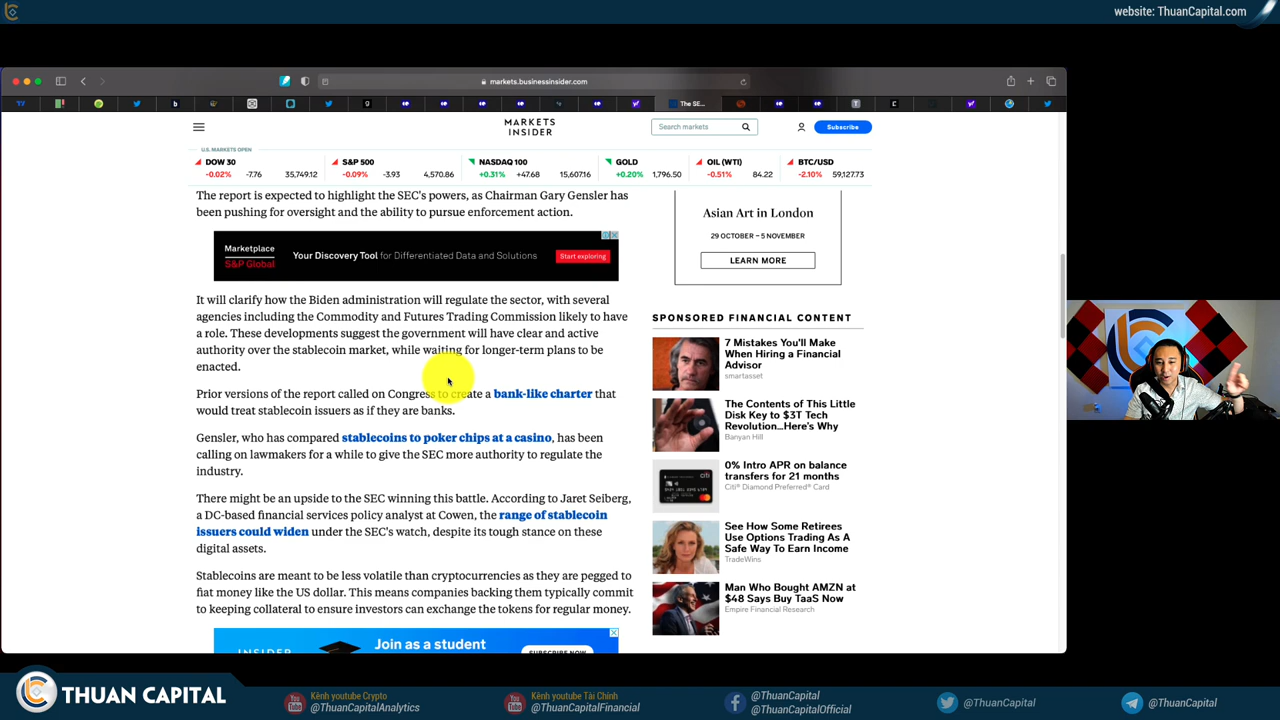 website: ThuanCapital.com
markets.businessinsider.com
The SE...
MARKETS
INSIDER
Search markets
Subscribe
U.S. MARKETS OPEN
DOW 30
-0.02% -7.76 35,749.12
S&P 500
-0.09% -3.93 4,570.86
NASDAQ 100
+0.31% +47.68 15,607.16
GOLD
+0.20% 1,796.50
OIL (WTI)
-0.51% 84.22
BTC/USD
-2.10% 59,127.73
The report is expected to highlight the SEC's powers, as Chairman Gary Gensler has
been pushing for oversight and the ability to pursue enforcement action.
Marketplace
S&P Global
Your Discovery Tool for Differentiated Data and Solutions
Start exploring
It will clarify how the Biden administration will regulate the sector, with several
agencies including the Commodity and Futures Trading Commission likely to have
a role. These developments suggest the government will have clear and active
authority over the stablecoin market, while waiting for longer-term plans to be
enacted.
Prior versions of the report called on Congress to create a bank-like charter that
would treat stablecoin issuers as if they are banks.
Gensler, who has compared stablecoins to poker chips at a casino, has been
calling on lawmakers for a while to give the SEC more authority to regulate the
industry.
There might be an upside to the SEC winning this battle. According to Jaret Seiberg,
a DC-based financial services policy analyst at Cowen, the range of stablecoin
issuers could widen under the SEC's watch, despite its tough stance on these
digital assets.
Stablecoins are meant to be less volatile than cryptocurrencies as they are pegged to
fiat money like the US dollar. This means companies backing them typically commit
to keeping collateral to ensure investors can exchange the tokens for regular money.
INSIDER
Join as a student
SUBSCRIBE NOW
Asian Art in London
29 OCTOBER – 5 NOVEMBER
LEARN MORE
SPONSORED FINANCIAL CONTENT
7 Mistakes You'll Make
When Hiring a Financial
Advisor
smartasset
The Contents of This Little
Disk Key to $3T Tech
Revolution...Here's Why
Banyan Hill
0% Intro APR on balance
transfers for 21 months
Citi® Diamond Preferred® Card
See How Some Retirees
Use Options Trading As A
Safe Way To Earn Income
TradeWins
Man Who Bought AMZN at
$48 Says Buy TaaS Now
Empire Financial Research
THUAN CAPITAL
Kênh youtube Crypto
@ThuanCapitalAnalytics
Kênh youtube Tài Chính
@ThuanCapitalFinancial
@ThuanCapital
@ThuanCapitalOfficial
@ThuanCapital
@ThuanCapital